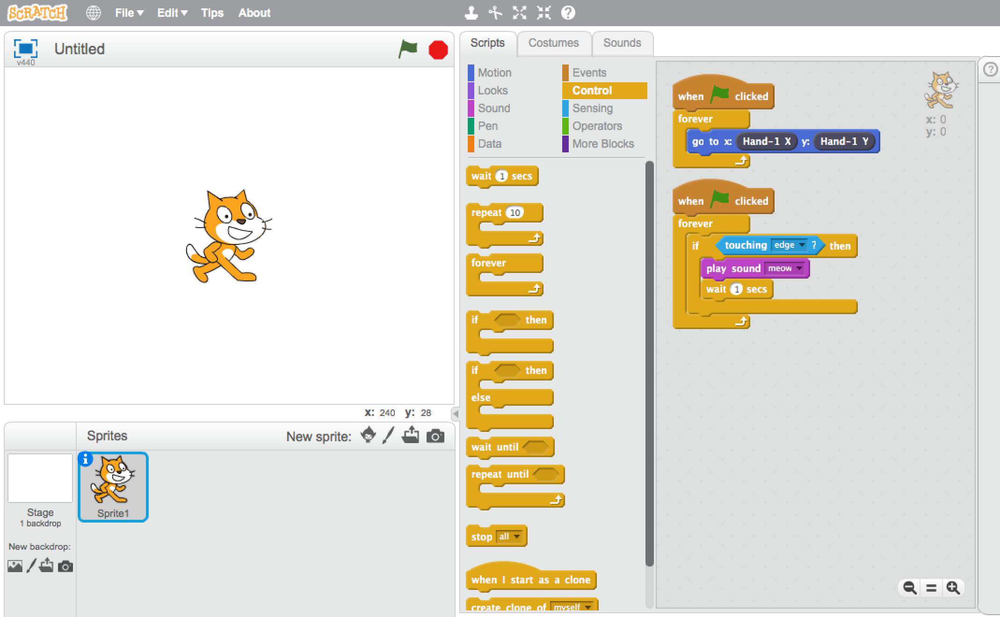 SCRATCH File Edit Tips About
v440
Untitled
x: 240 y: 28
Sprites New sprite:
Stage
1 backdrop
New backdrop:
Sprite1
Scripts Costumes Sounds
Motion Events
Looks Control
Sound Sensing
Pen Operators
Data More Blocks
wait 1 secs
repeat 10
forever
if then
if then
else
wait until
repeat until
stop all
when I start as a clone
create clone of myself
when clicked
forever
go to x: Hand-1 X y: Hand-1 Y
when clicked
forever
if touching edge ? then
play sound meow
wait 1 secs
x: 0
y: 0